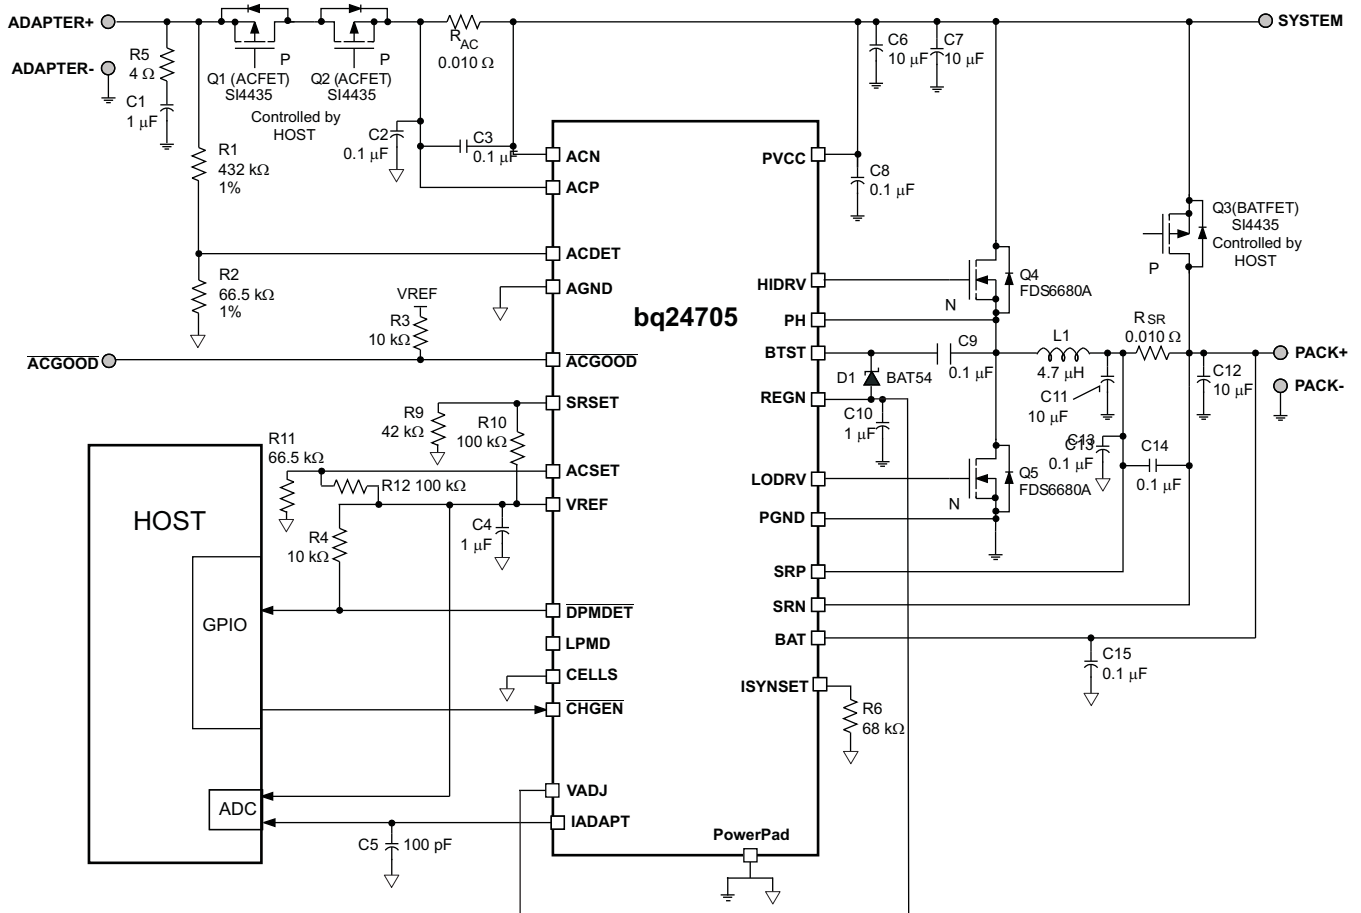 ADAPTER+
SYSTEM
ADAPTER-
R5
4 Ω
C1
1 μF
P
Q1 (ACFET)
SI4435
P
Q2 (ACFET)
SI4435
Controlled by
HOST
RAC
0.010 Ω
C6
10 μF
C7
10 μF
C2
0.1 μF
C3
0.1 μF
R1
432 kΩ
1%
R2
66.5 kΩ
1%
VREF
R3
10 kΩ
ACGOOD
bq24705
ACN
ACP
ACDET
AGND
ACGOOD
SRSET
ACSET
VREF
DPMDET
LPMD
CELLS
CHGEN
VADJ
IADAPT
PVCC
HIDRV
PH
BTST
REGN
LODRV
PGND
SRP
SRN
BAT
ISYNSET
PowerPad
C8
0.1 μF
Q3(BATFET)
SI4435
Controlled by
HOST
P
Q4
FDS6680A
N
RSR
0.010 Ω
L1
4.7 μH
C9
0.1 μF
D1
BAT54
C10
1 μF
C11
10 μF
C12
10 μF
PACK+
PACK-
C13
C13
0.1 μF
C14
0.1 μF
Q5
FDS6680A
N
C15
0.1 μF
R6
68 kΩ
R9
42 kΩ
R10
100 kΩ
R11
66.5 kΩ
R12 100 kΩ
R4
10 kΩ
C4
1 μF
HOST
GPIO
ADC
C5
100 pF